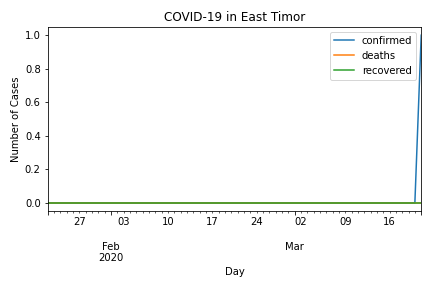 COVID-19 in East Timor
confirmed
deaths
recovered
Number of Cases
1.0
0.8
0.6
0.4
0.2
0.0
27 03 10 17 24 02 09 16
Feb Mar
2020
Day